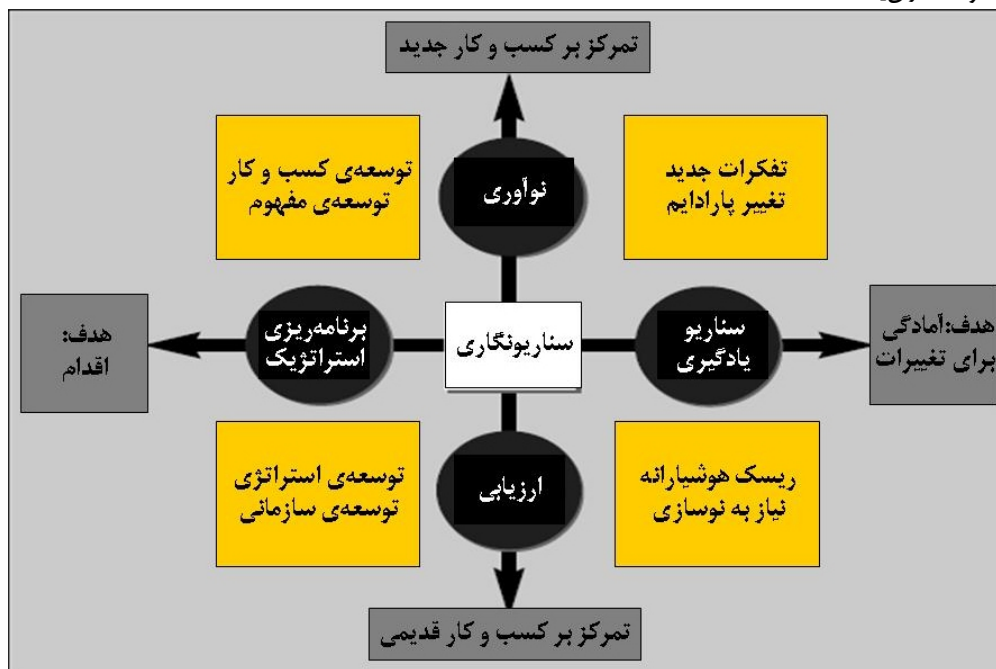 تمرکز بر کسب و کار جدید
تفکرات جدید
تغییر پارادایم
نوآوری
توسعه‌ی کسب و کار
توسعه‌ی مفهوم
هدف:آمادگی
برای تغییرات
سناریو
یادگیری
سناریونگاری
برنامه‌ریزی
استراتژیک
هدف:
اقدام
ریسک هوشیارانه
نیاز به نوسازی
ارزیابی
توسعه‌ی استراتژی
توسعه‌ی سازمانی
تمرکز بر کسب و کار قدیمی